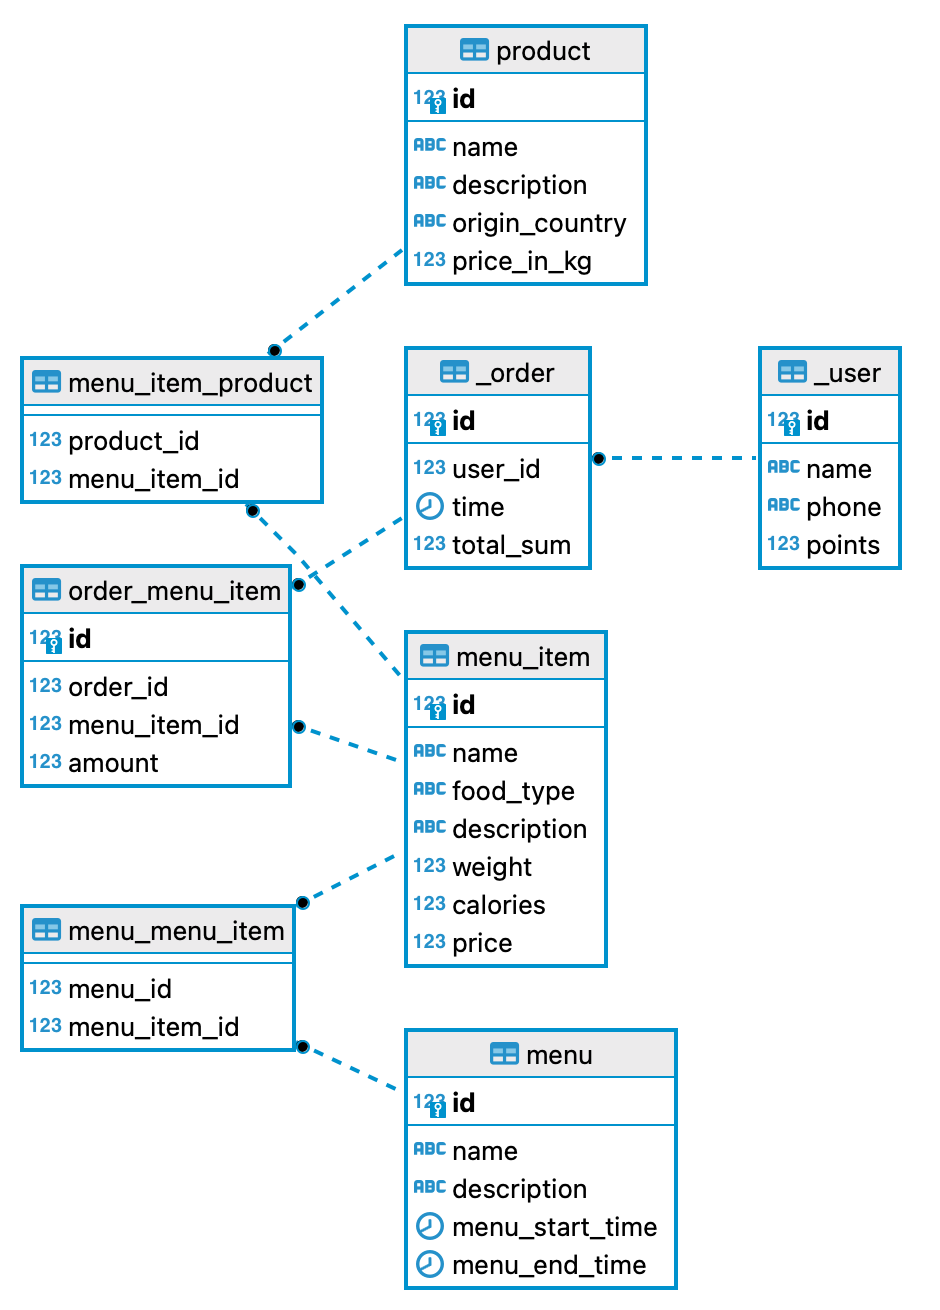 product
123 id
ABC name
ABC description
ABC origin_country
123 price_in_kg
menu_item_product
123 product_id
123 menu_item_id
_order
123 id
123 user_id
time
123 total_sum
_user
123 id
ABC name
ABC phone
123 points
order_menu_item
123 id
123 order_id
123 menu_item_id
123 amount
menu_item
123 id
ABC name
ABC food_type
ABC description
123 weight
123 calories
123 price
menu_menu_item
123 menu_id
123 menu_item_id
menu
123 id
ABC name
ABC description
menu_start_time
menu_end_time